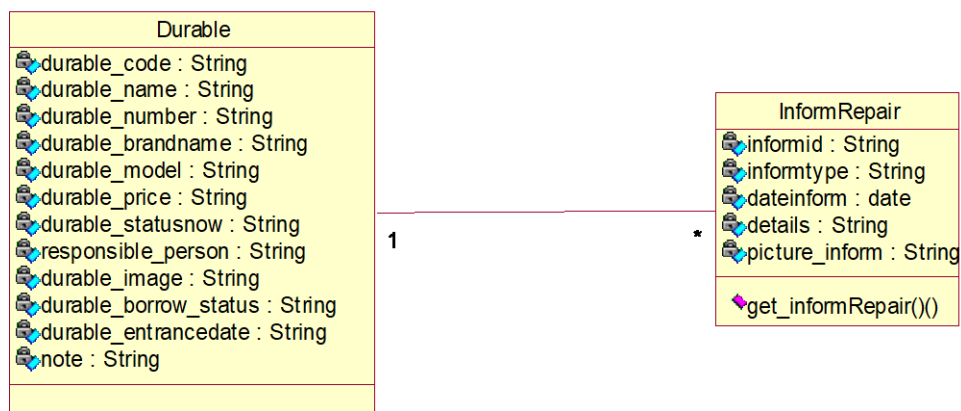 Durable
durable_code : String
durable_name : String
durable_number : String
durable_brandname : String
durable_model : String
durable_price : String
durable_statusnow : String
responsible_person : String
durable_image : String
durable_borrow_status : String
durable_entrancedate : String
note : String
1
*
InformRepair
informid : String
informtype : String
dateinform : date
details : String
picture_inform : String
get_informRepair()()